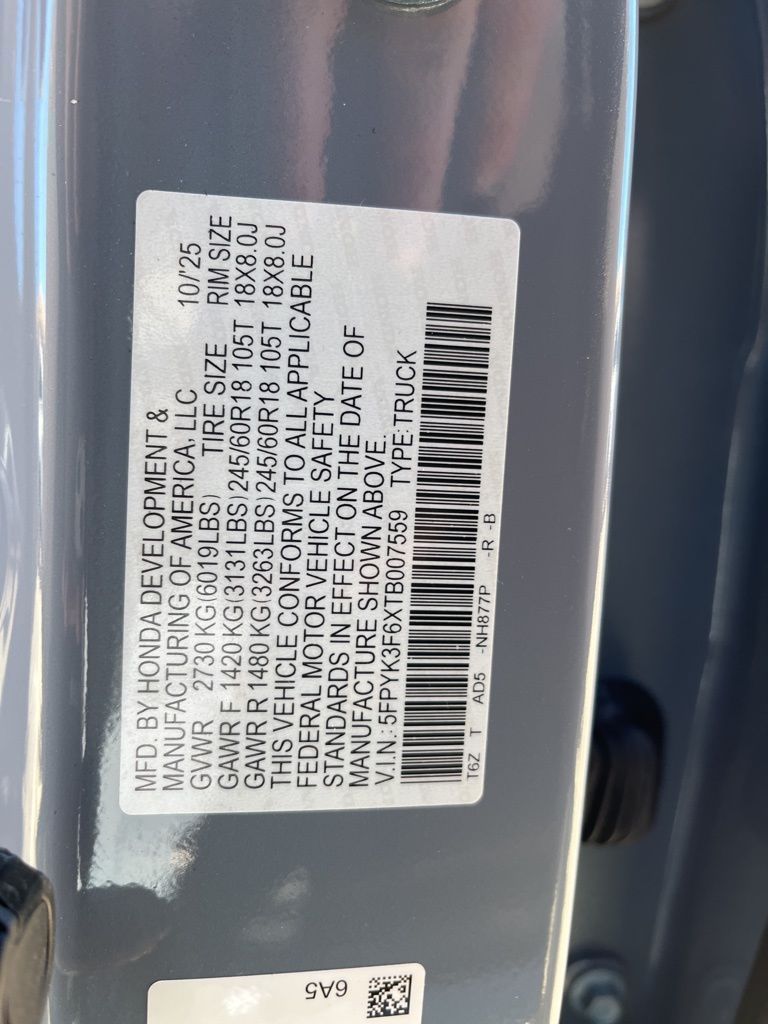 MFD. BY HONDA DEVELOPMENT &
MANUFACTURING OF AMERICA, LLC 10/'25
GVWR 2730 KG(6019LBS) TIRE SIZE RIM SIZE
GAWR F 1420 KG(3131LBS) 245/60R18 105T 18X8.0J
GAWR R 1480 KG(3263LBS) 245/60R18 105T 18X8.0J
THIS VEHICLE CONFORMS TO ALL APPLICABLE
FEDERAL MOTOR VEHICLE SAFETY
STANDARDS IN EFFECT ON THE DATE OF
MANUFACTURE SHOWN ABOVE.
V.I.N.: 5FPYK3F6XTB007559 TYPE: TRUCK
T6Z T AD5 -NH877P -R -B
6A5